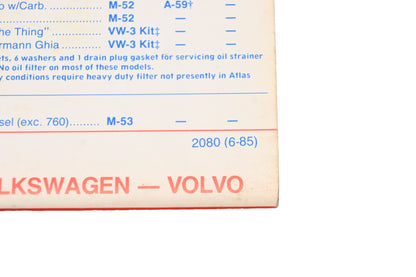 o w/Carb. M-52 A-59† —
M-52 — —
he Thing" VW-3 Kit‡ — —
rmann Ghia VW-3 Kit‡ — —
ets, 6 washers and 1 drain plug gasket for servicing oil strainer
No oil filter on most of these models.
y conditions require heavy duty filter not presently in Atlas
sel (exc. 760)......... M-53 — —
2080 (6-85)
LKSWAGEN — VOLVO